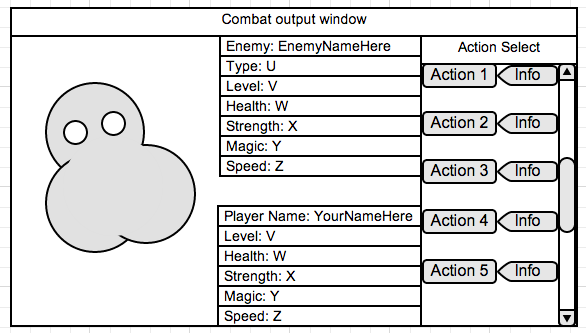 Combat output window
Enemy: EnemyNameHere
Type: U
Level: V
Health: W
Strength: X
Magic: Y
Speed: Z
Player Name: YourNameHere
Level: V
Health: W
Strength: X
Magic: Y
Speed: Z
Action Select
Action 1 Info
Action 2 Info
Action 3 Info
Action 4 Info
Action 5 Info